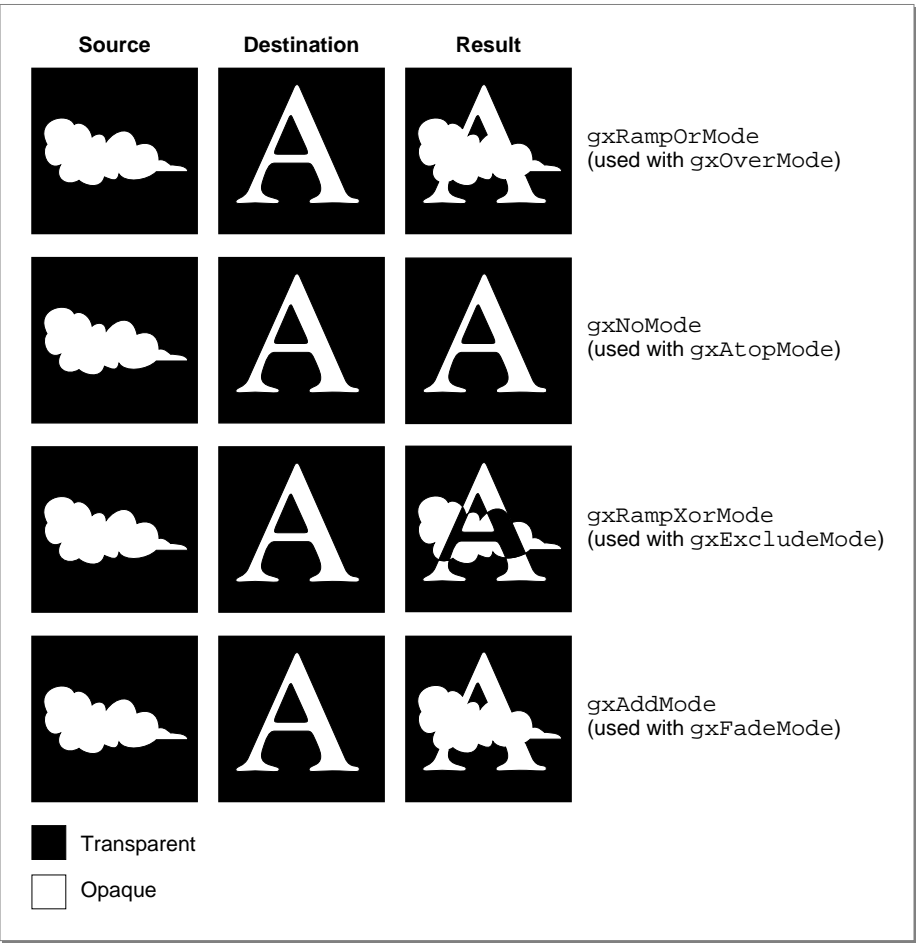 Source Destination Result
gxRampOrMode
(used with gxOverMode)
gxNoMode
(used with gxAtopMode)
gxRampXorMode
(used with gxExcludeMode)
gxAddMode
(used with gxFadeMode)
Transparent
Opaque